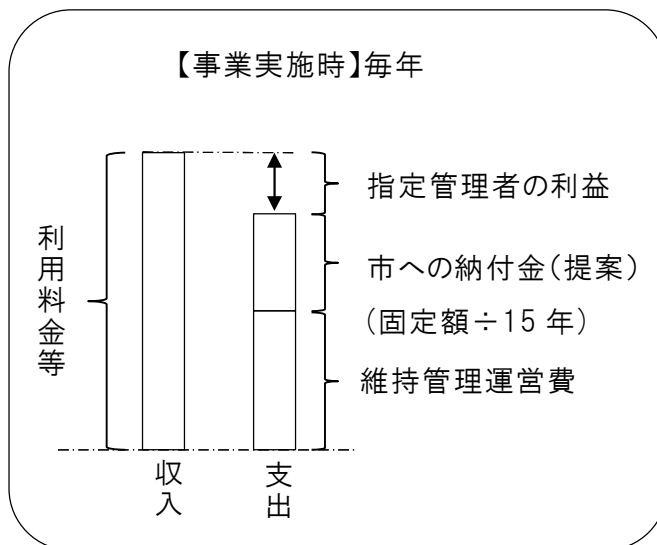 【事業実施時】毎年
利用料金等
指定管理者の利益
市への納付金(提案)
(固定額÷15年)
維持管理運営費
収入
支出